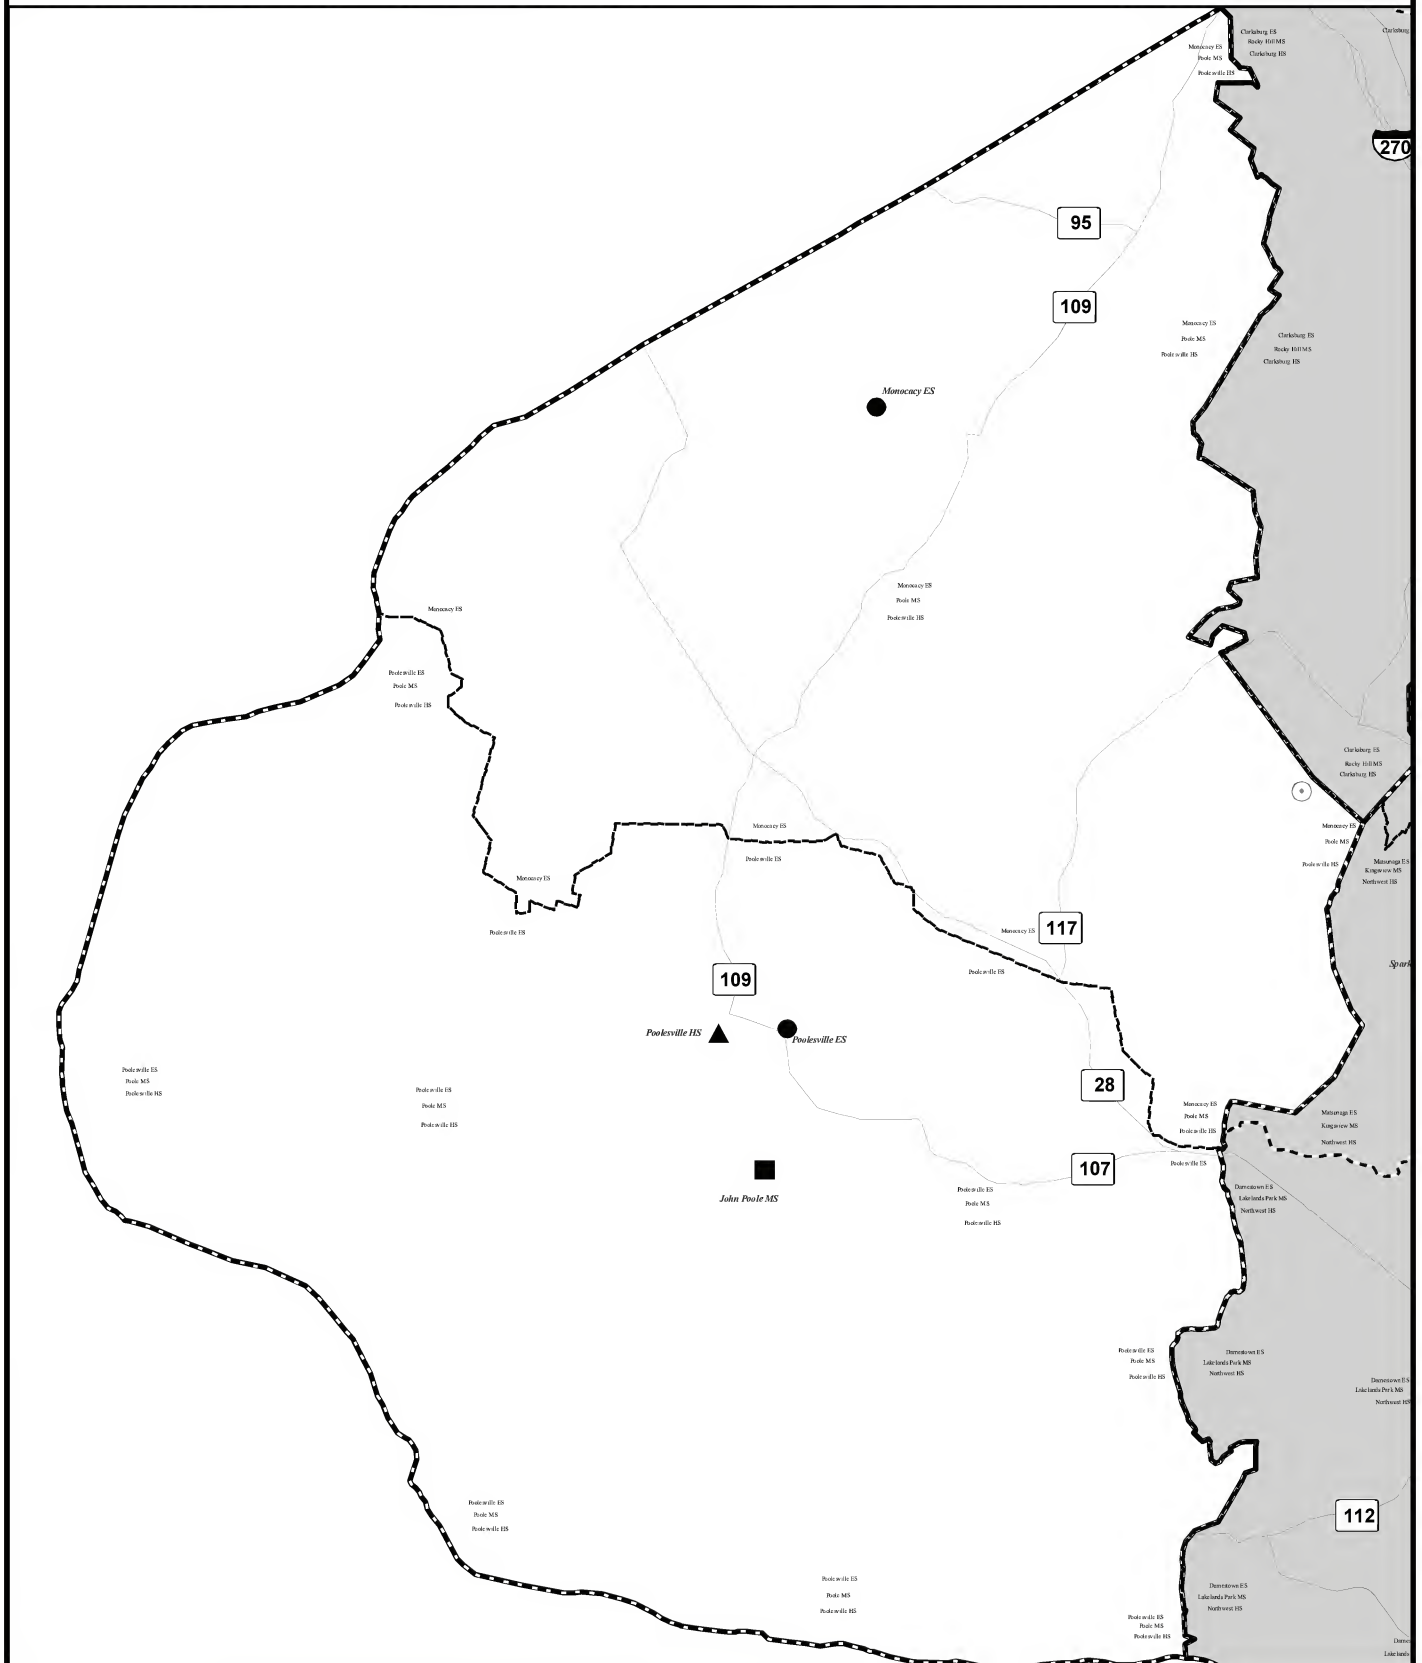 Clarksburg ES
Rocky Hill MS
Clarksburg HS
Clarksburg
Monocacy ES
Poole MS
Poolesville HS
270
95
109
Monocacy ES
Poole MS
Poolesville HS
Clarksburg ES
Rocky Hill MS
Clarksburg HS
Monocacy ES
Monocacy ES
Poole MS
Poolesville HS
Monocacy ES
Poolesville ES
Poole MS
Poolesville HS
Clarksburg ES
Rocky Hill MS
Clarksburg HS
Monocacy ES
Poolesville ES
Monocacy ES
Poole MS
Poolesville HS
Matsunaga ES
Kingsview MS
Northwest HS
Monocacy ES
Poolesville ES
Monocacy ES
117
Poolesville ES
Spark
109
Poolesville HS
Poolesville ES
28
Poolesville ES
Poole MS
Poolesville HS
Poolesville ES
Poole MS
Poolesville HS
Monocacy ES
Poole MS
Poolesville HS
Matsunaga ES
Kingsview MS
Northwest HS
107
Poolesville ES
John Poole MS
Poolesville ES
Poole MS
Poolesville HS
Darnestown ES
Lakelands Park MS
Northwest HS
Poolesville ES
Poole MS
Poolesville HS
Darnestown ES
Lakelands Park MS
Northwest HS
Darnestown ES
Lakelands Park MS
Northwest HS
Poolesville ES
Poole MS
Poolesville HS
112
Poolesville ES
Poole MS
Poolesville HS
Darnestown ES
Lakelands Park MS
Northwest HS
Poolesville ES
Poole MS
Poolesville HS
Darnes
Lakelands